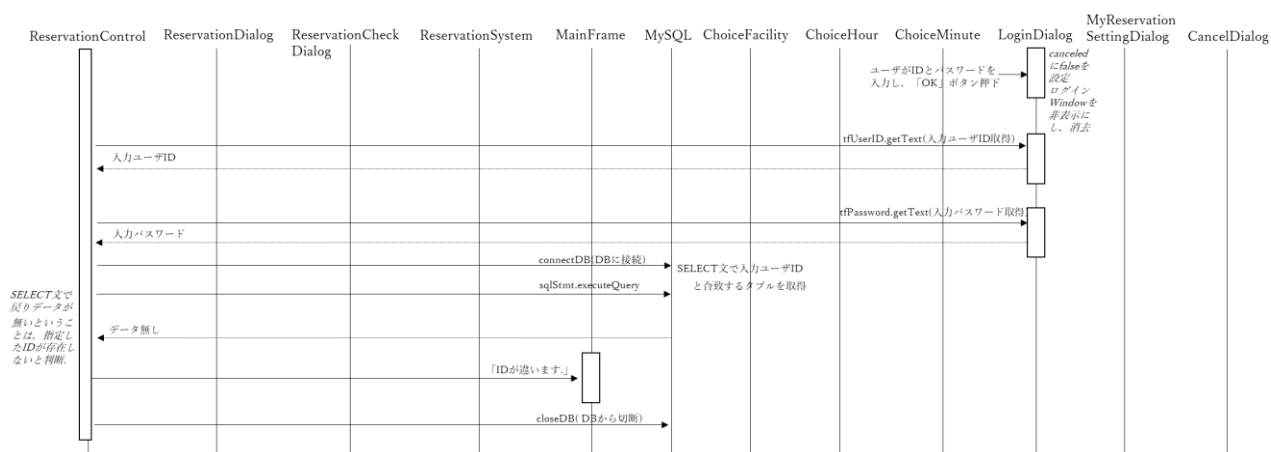 ReservationControl
ReservationDialog
ReservationCheck
Dialog
ReservationSystem
MainFrame
MySQL
ChoiceFacility
ChoiceHour
ChoiceMinute
LoginDialog
MyReservation
SettingDialog
CancelDialog
ユーザがIDとパスワードを
入力し，「OK」ボタン押下
canceled
にfalseを
設定
ログイン
Windowを
非表示に
し，消去
tfUserID.getText(入力ユーザID取得)
入力ユーザID
tfPassword.getText(入力パスワード取得)
入力パスワード
connectDB(DBに接続)
SELECT文で入力ユーザID
と合致するタブルを取得
sqlStmt.executeQuery
SELECT文で
戻りデータが
無いというこ
とは，指定し
たIDが存在し
ないと判断.
データ無し
「IDが違います.」
closeDB( DBから切断)